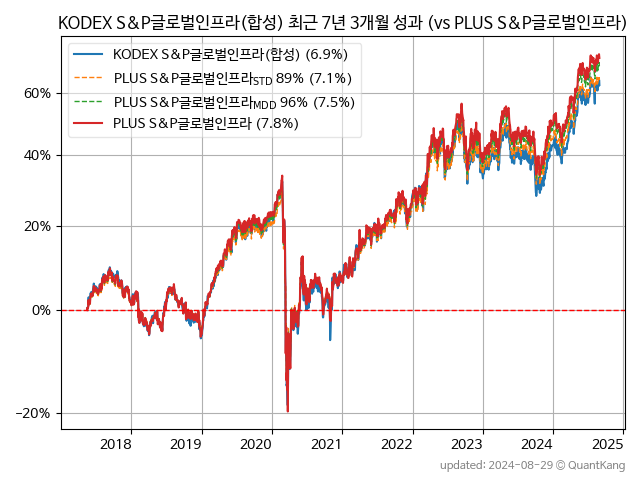 KODEX S&P글로벌인프라(합성) 최근 7년 3개월 성과 (vs PLUS S&P글로벌인프라)
KODEX S&P글로벌인프라(합성) (6.9%)
PLUS S&P글로벌인프라STD 89% (7.1%)
PLUS S&P글로벌인프라MDD 96% (7.5%)
PLUS S&P글로벌인프라 (7.8%)
60%
40%
20%
0%
−20%
2018 2019 2020 2021 2022 2023 2024 2025
updated: 2024-08-29 © QuantKang